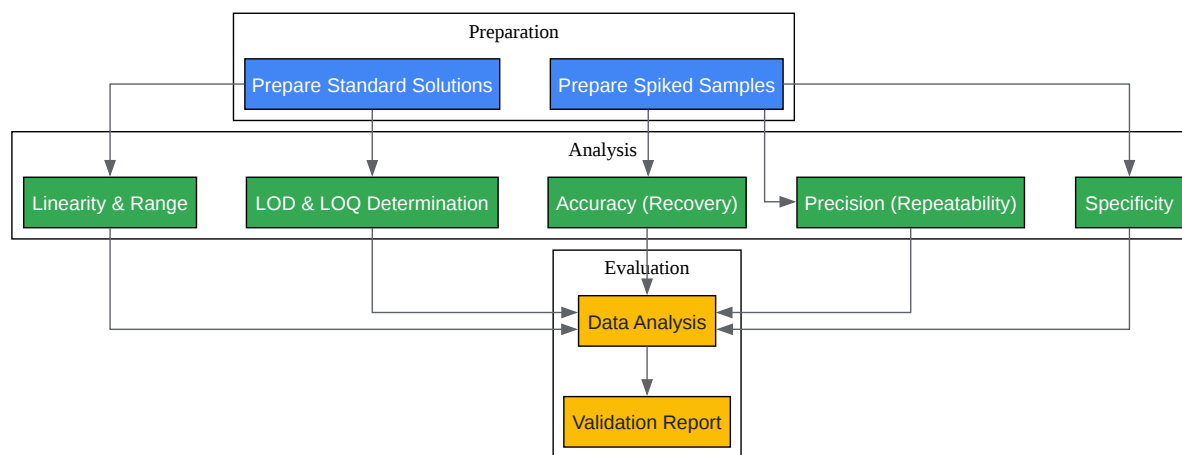 Preparation
Prepare Standard Solutions
Prepare Spiked Samples
Analysis
Linearity & Range
LOD & LOQ Determination
Accuracy (Recovery)
Precision (Repeatability)
Specificity
Evaluation
Data Analysis
Validation Report